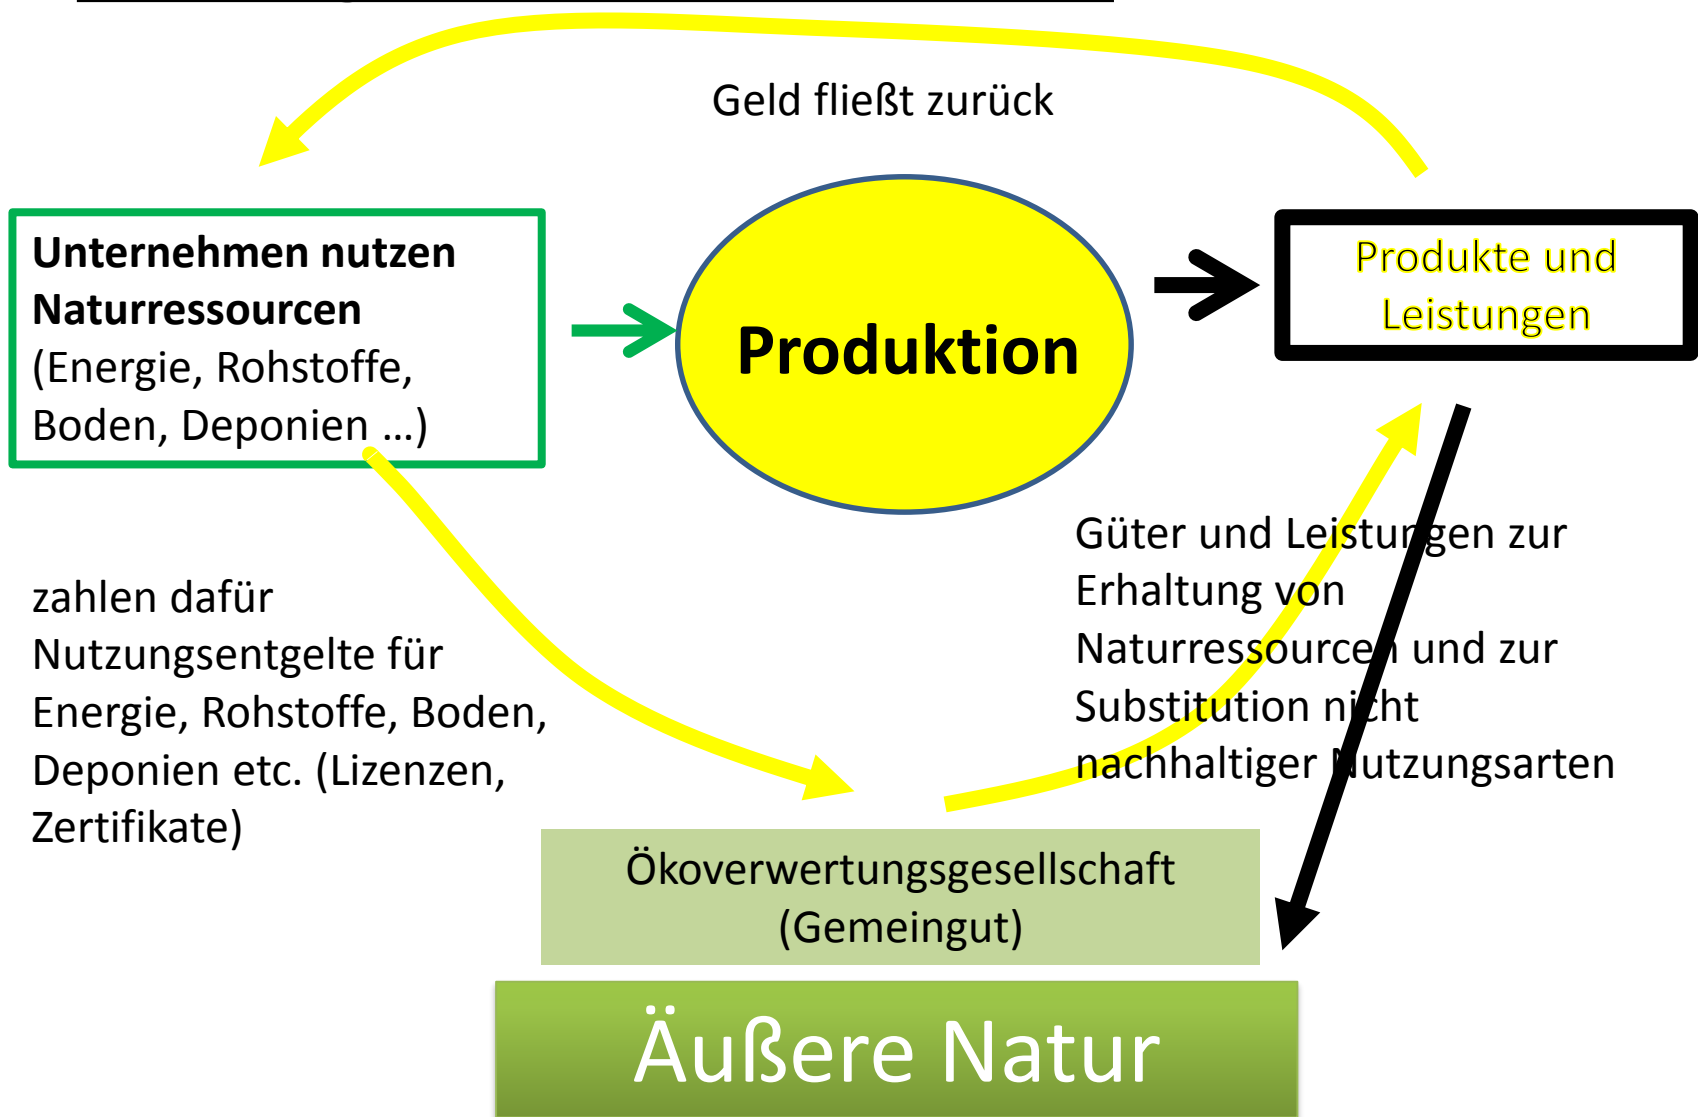 Geld fließt zurück
Unternehmen nutzen
Naturressourcen
(Energie, Rohstoffe,
Boden, Deponien ...)
Produktion
Produkte und
Leistungen
zahlen dafür
Nutzungsentgelte für
Energie, Rohstoffe, Boden,
Deponien etc. (Lizenzen,
Zertifikate)
Güter und Leistungen zur
Erhaltung von
Naturressourcen und zur
Substitution nicht
nachhaltiger Nutzungsarten
Ökoverwertungsgesellschaft
(Gemeingut)
Äußere Natur